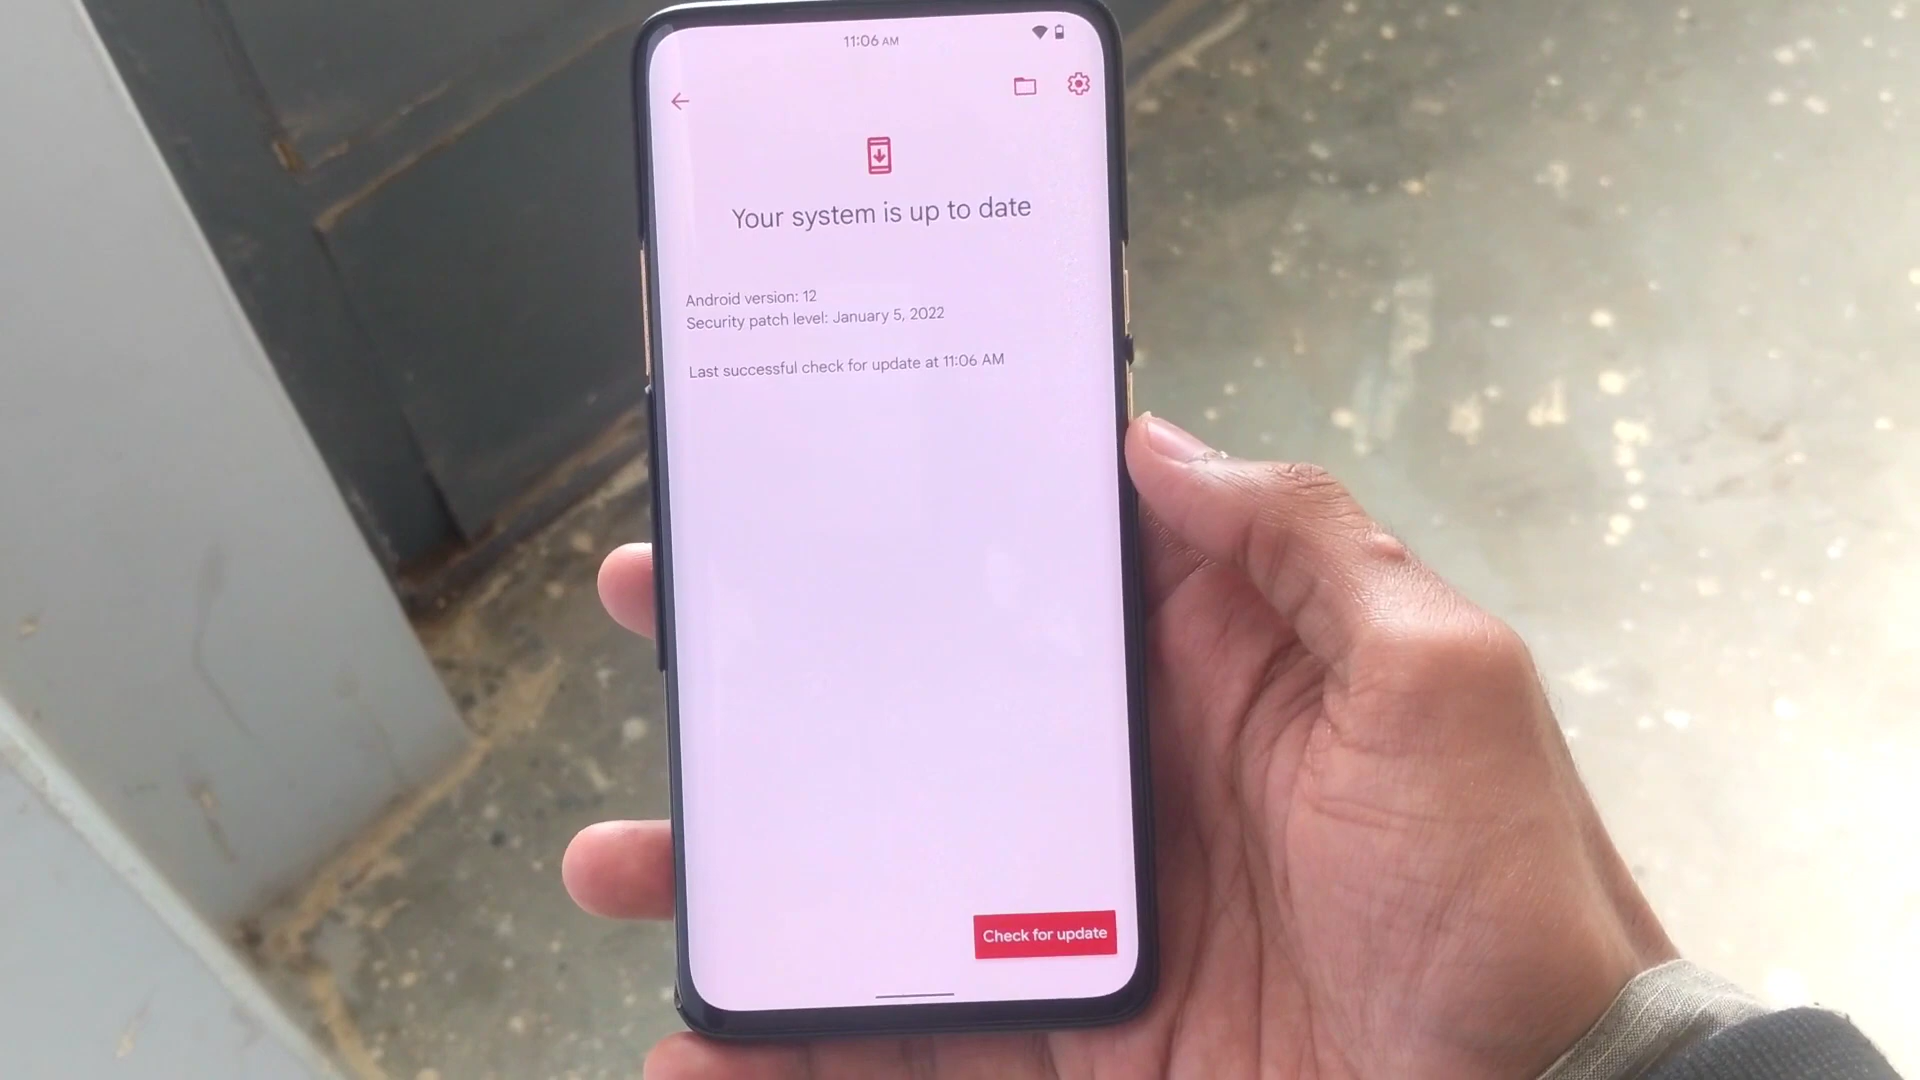 11:06 AM
Your system is up to date
Android version: 12
Security patch level: January 5, 2022
Last successful check for update at 11:06 AM
Check for update